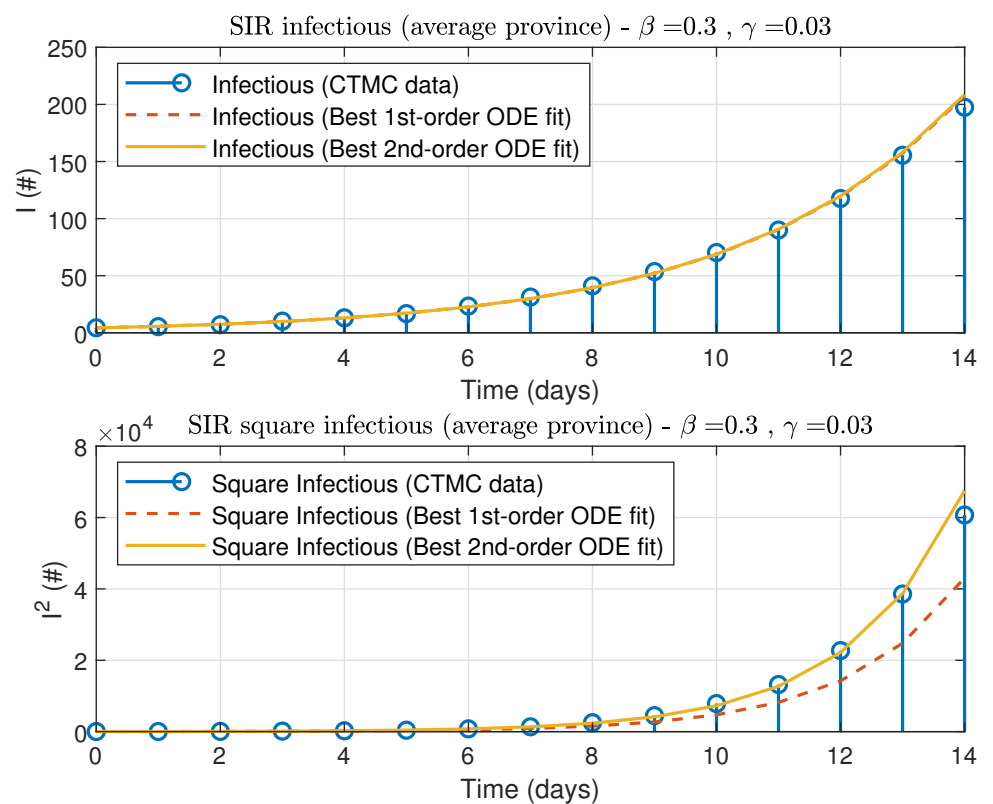 SIR infectious (average province) - β =0.3 , γ =0.03
250
200
150
100
50
0
I (#)
Infectious (CTMC data)
Infectious (Best 1st-order ODE fit)
Infectious (Best 2nd-order ODE fit)
0 2 4 6 8 10 12 14
Time (days)
×10^4
SIR square infectious (average province) - β =0.3 , γ =0.03
8
6
4
2
0
I^2 (#)
Square Infectious (CTMC data)
Square Infectious (Best 1st-order ODE fit)
Square Infectious (Best 2nd-order ODE fit)
0 2 4 6 8 10 12 14
Time (days)